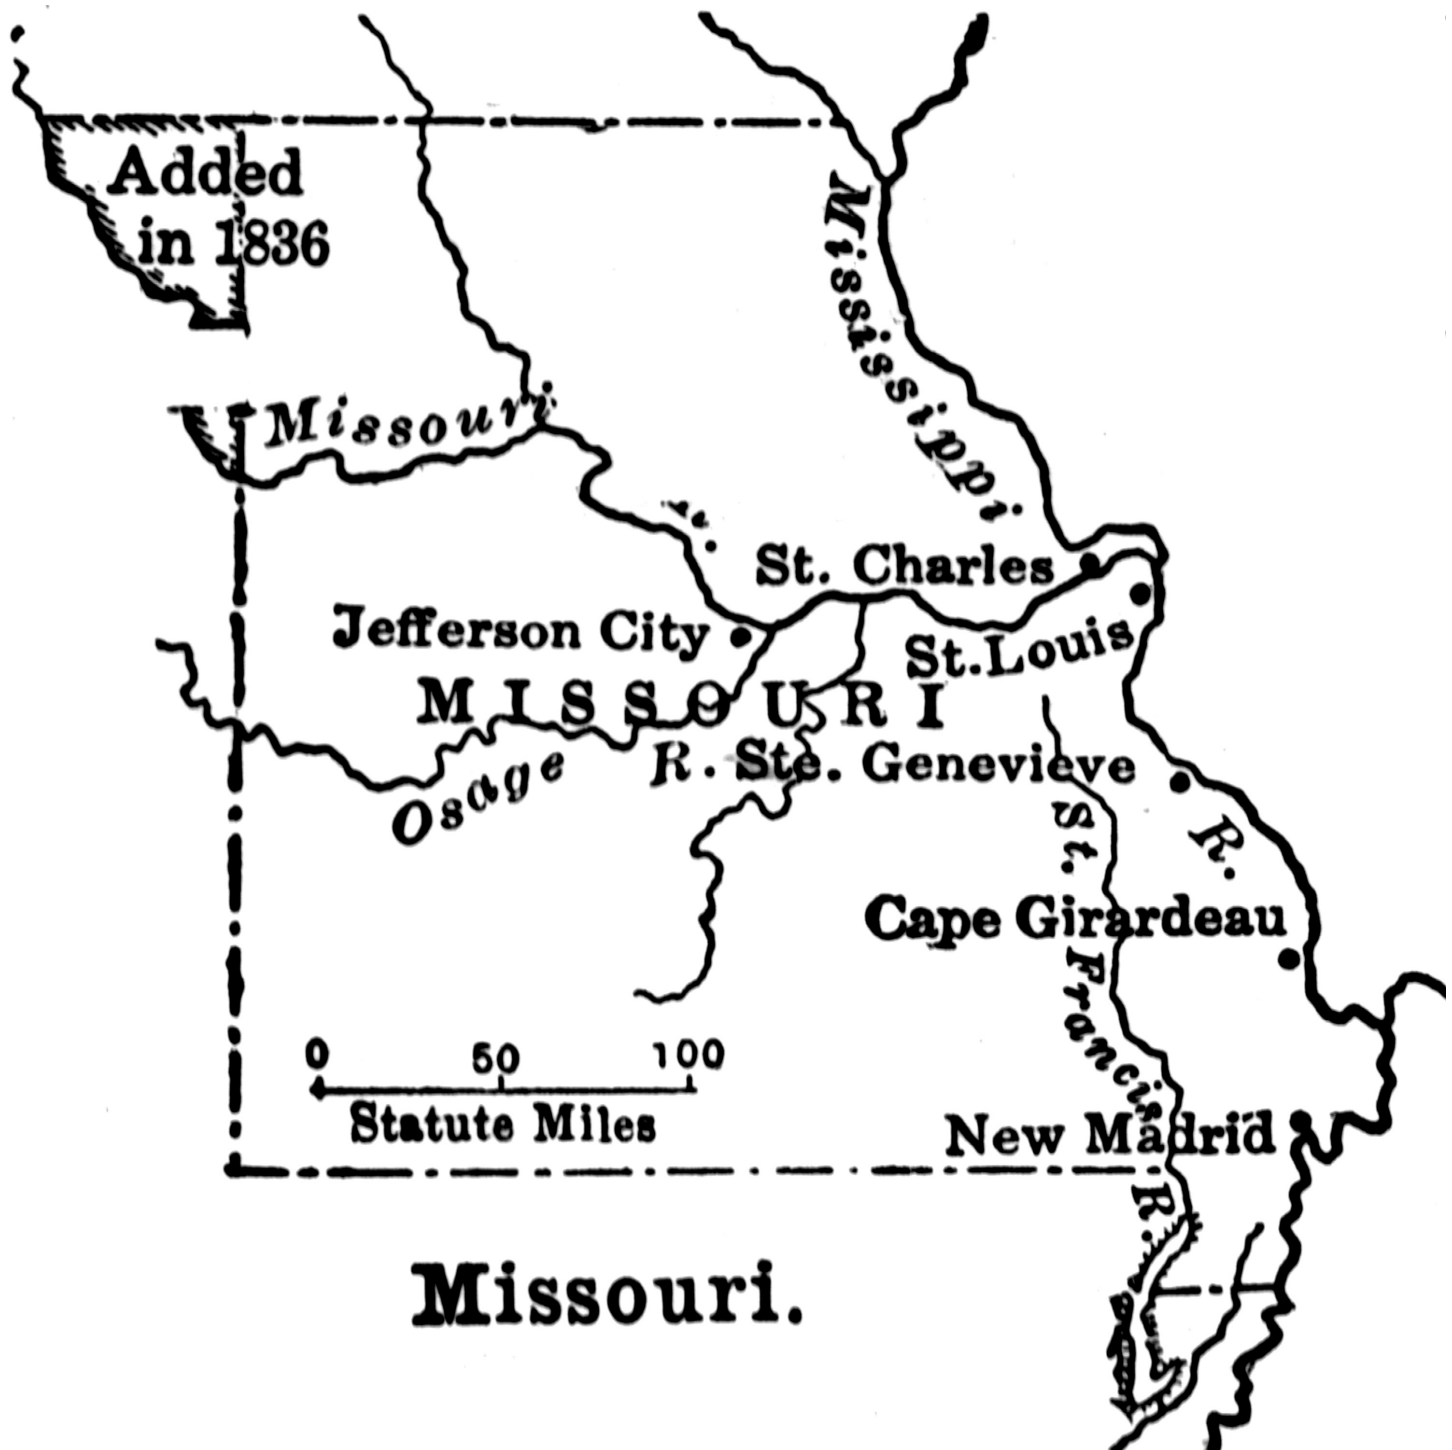 Added
in 1836
Mississippi
Missouri
St. Charles
Jefferson City
St. Louis
MISSOURI
Osage R.
Ste. Genevieve
R.
Cape Girardeau
St. Francis R.
0 50 100
Statute Miles
New Madrid
Missouri.